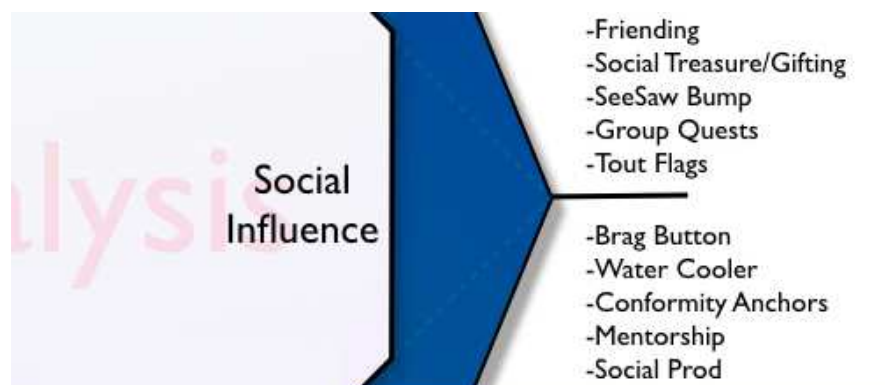 -Friending
-Social Treasure/Gifting
-SeeSaw Bump
-Group Quests
-Tout Flags
alysis
Social
Influence
-Brag Button
-Water Cooler
-Conformity Anchors
-Mentorship
-Social Prod